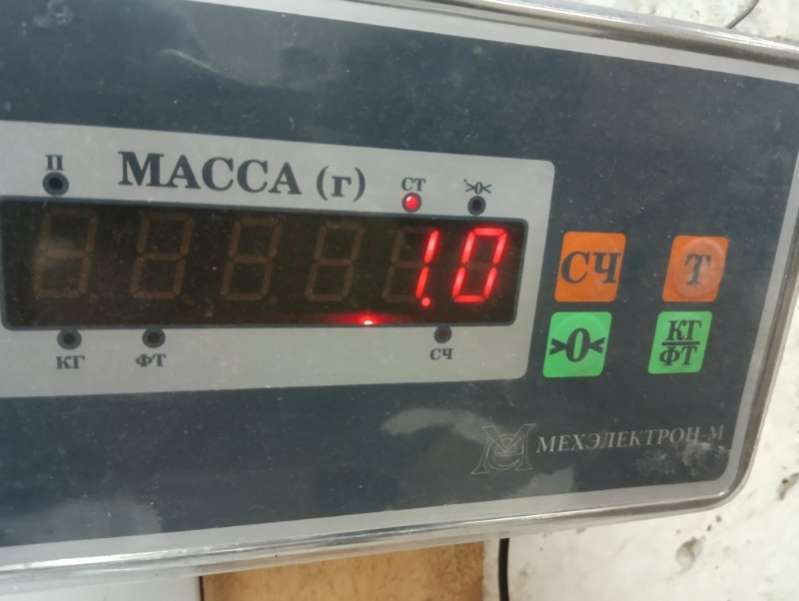 П
МАССА (г)
СТ
>0<
1.0
КГ
ФТ
СЧ
СЧ
Т
>0<
КГ
ФТ
МЕХЭЛЕКТРОН-М